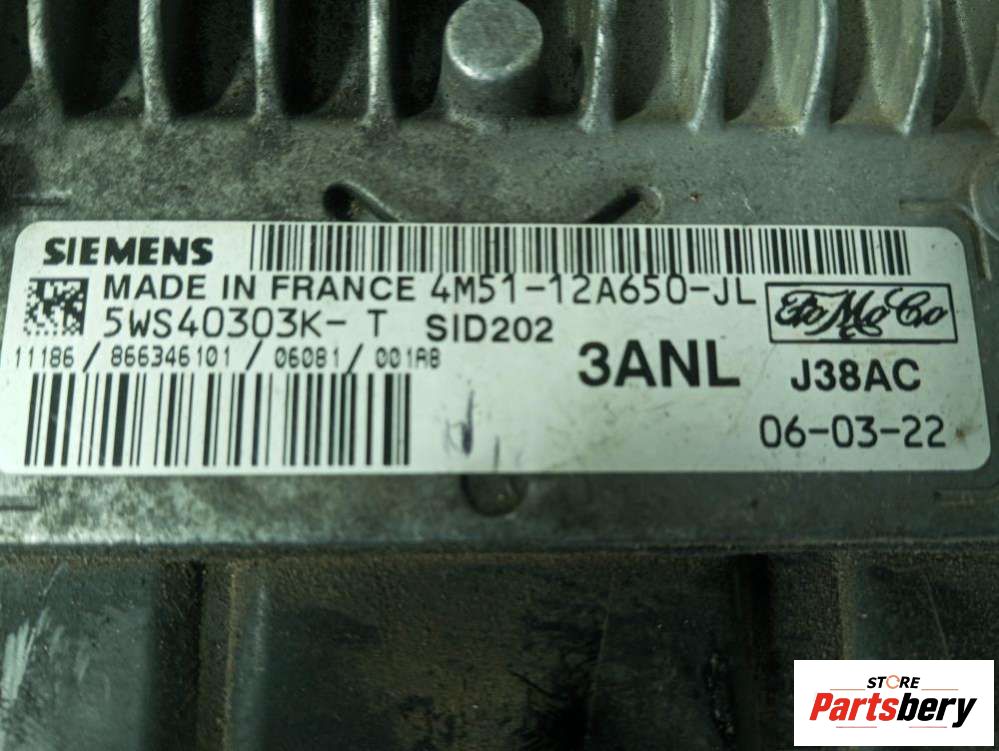 SIEMENS
MADE IN FRANCE 4M51-12A650-JL
FoMoCo
5WS40303K- T SID202
11186 / 866346101 / 06081 / 001AB
3ANL J38AC
06-03-22
STORE
Partsbery